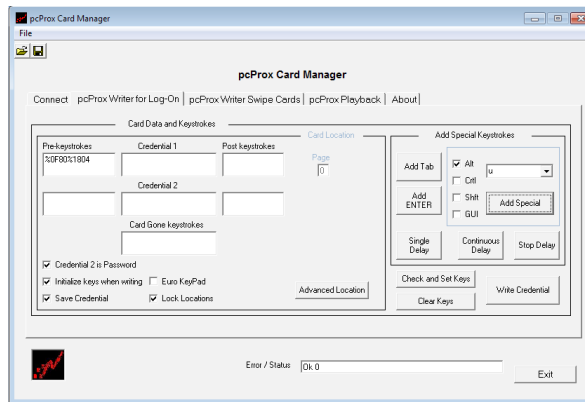 pcProx Card Manager
File
pcProx Card Manager
Connect
pcProx Writer for Log-On
pcProx Writer Swipe Cards
pcProx Playback
About
Card Data and Keystrokes
Card Location
Add Special Keystrokes
Pre-keystrokes
Credential 1
Post keystrokes
Page
%0F80%1804
0
Add Tab
Alt
u
Crtl
Credential 2
Add ENTER
Shft
Add Special
GUI
Card Gone keystrokes
Single Delay
Continuous Delay
Stop Delay
Credential 2 is Password
Initialize keys when writing
Euro KeyPad
Check and Set Keys
Save Credential
Lock Locations
Advanced Location
Write Credential
Clear Keys
Error / Status
Ok 0
Exit